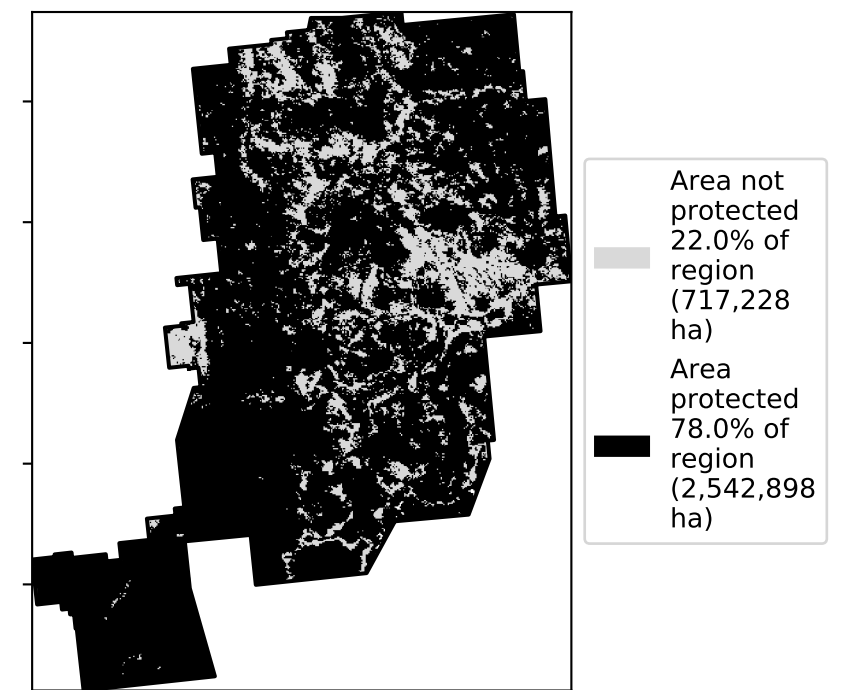 Area not
protected
22.0% of
region
(717,228
ha)
Area
protected
78.0% of
region
(2,542,898
ha)